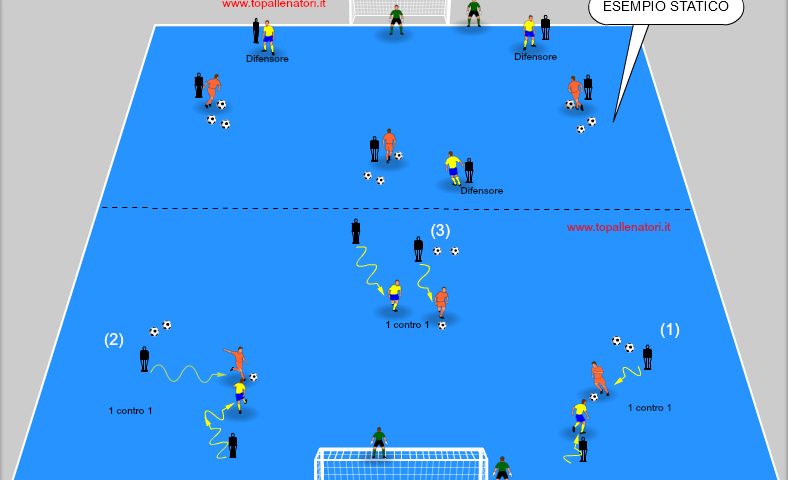 www.topallenatori.it
ESEMPIO STATICO
Difensore
Difensore
Difensore
www.topallenatori.it
(3)
1 contro 1
(2)
(1)
1 contro 1
1 contro 1